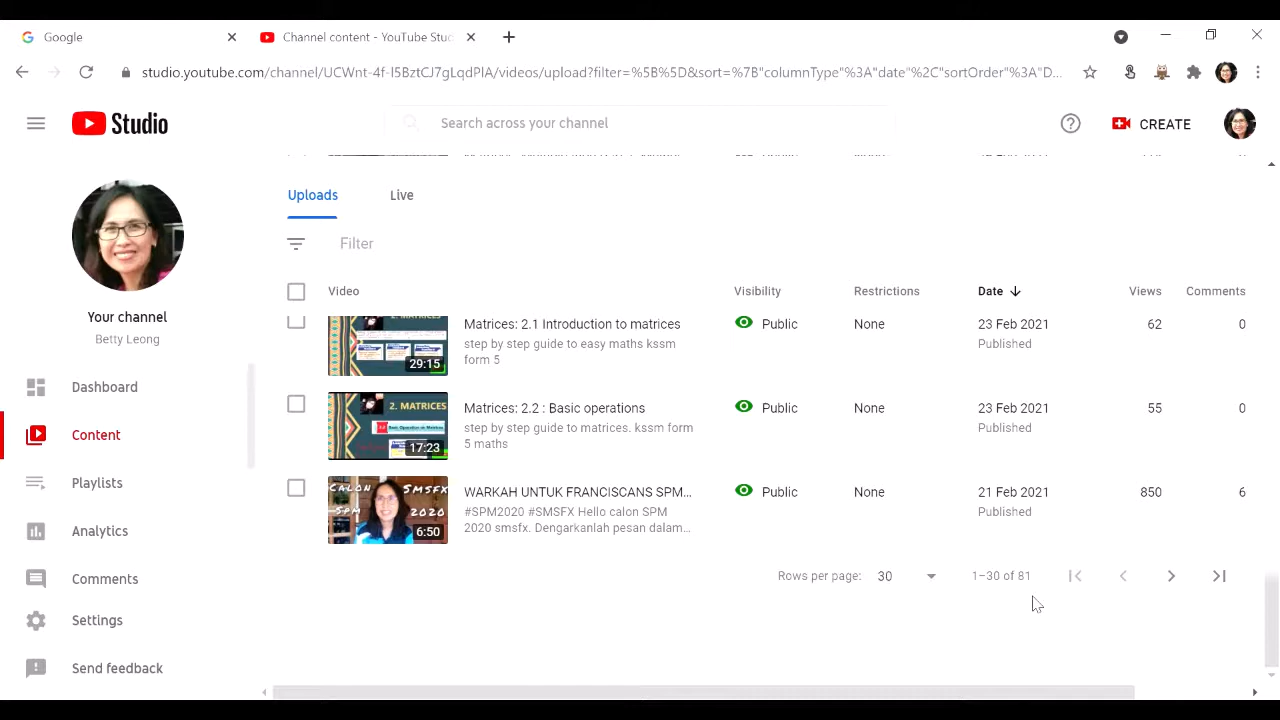 Google
Channel content - YouTube Stud
studio.youtube.com/channel/UCWnt-4f-I5BztCJ7gLqdPIA/videos/upload?filter=%5B%5D&sort=%7B"columnType"%3A"date"%2C"sortOrder"%3A"D...
Studio
Search across your channel
CREATE
Uploads
Live
Filter
Video
Visibility
Restrictions
Date
Views
Comments
Your channel
Betty Leong
Dashboard
Content
Playlists
Analytics
Comments
Settings
Send feedback
29:15
Matrices: 2.1 Introduction to matrices
step by step guide to easy maths kssm
form 5
Public
None
23 Feb 2021
Published
62
0
2. MATRICES
17:23
Matrices: 2.2 : Basic operations
step by step guide to matrices. kssm form
5 maths
Public
None
23 Feb 2021
Published
55
0
CALON SMSFX
SPM 2020
6:50
WARKAH UNTUK FRANCISCANS SPM...
#SPM2020 #SMSFX Hello calon SPM
2020 smsfx. Dengarkanlah pesan dalam...
Public
None
21 Feb 2021
Published
850
6
Rows per page: 30
1–30 of 81